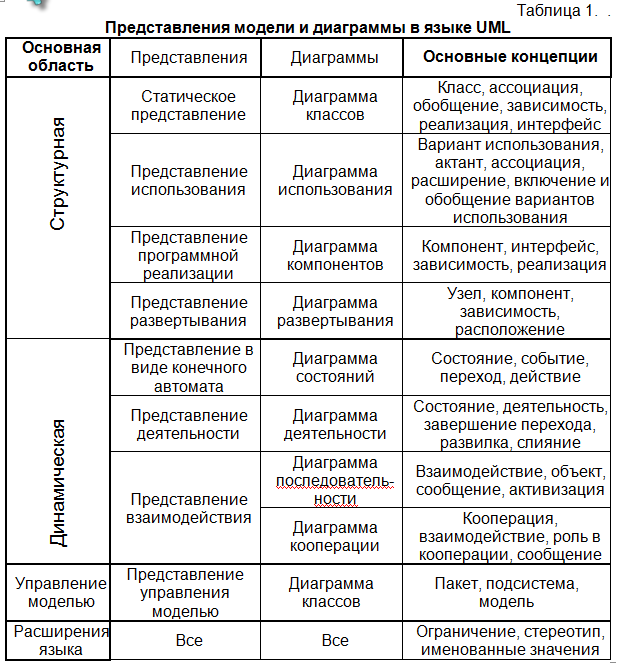 Таблица 1. .
Представления модели и диаграммы в языке UML
Основная
область
Представления
Диаграммы
Основные концепции
Структурная
Статическое
представление
Диаграмма
классов
Класс, ассоциация,
обобщение, зависимость,
реализация, интерфейс
Представление
использования
Диаграмма
использования
Вариант использования,
актант, ассоциация,
расширение, включение и
обобщение вариантов
использования
Представление
программной
реализации
Диаграмма
компонентов
Компонент, интерфейс,
зависимость, реализация
Представление
развертывания
Диаграмма
развертывания
Узел, компонент,
зависимость,
расположение
Динамическая
Представление в
виде конечного
автомата
Диаграмма
состояний
Состояние, событие,
переход, действие
Представление
деятельности
Диаграмма
деятельности
Состояние, деятельность,
завершение перехода,
развилка, слияние
Представление
взаимодействия
Диаграмма
последователь-
ности
Взаимодействие, объект,
сообщение, активизация
Диаграмма
кооперации
Кооперация,
взаимодействие, роль в
кооперации, сообщение
Управление
моделью
Представление
управления
моделью
Диаграмма
классов
Пакет, подсистема,
модель
Расширения
языка
Все
Все
Ограничение, стереотип,
именованные значения